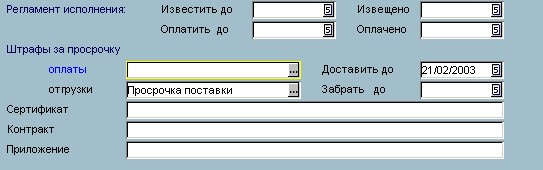 Регламент исполнения: Известить до Извещено
Оплатить до Оплачено
Штрафы за просрочку
оплаты ... Доставить до 21/02/2003
отгрузки Просрочка поставки ... Забрать до
Сертификат
Контракт
Приложение